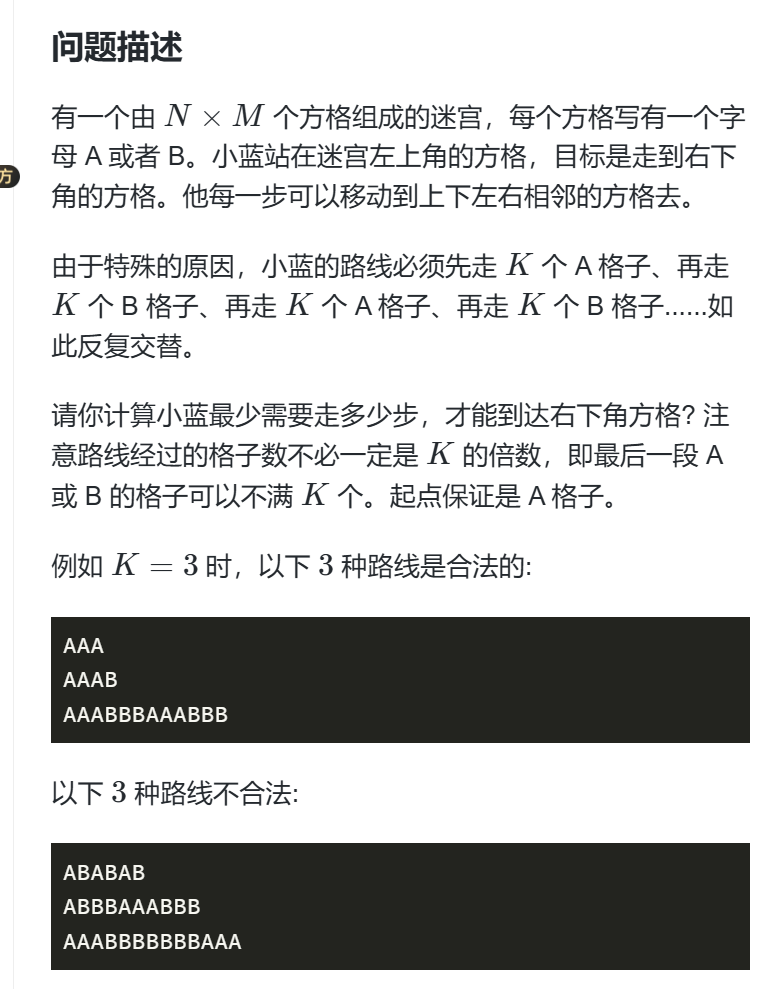 问题描述
有一个由 N × M 个方格组成的迷宫，每个方格写有一个字
母 A 或者 B。小蓝站在迷宫左上角的方格，目标是走到右下
方
角的方格。他每一步可以移动到上下左右相邻的方格去。
由于特殊的原因，小蓝的路线必须先走 K 个 A 格子、再走
K 个 B 格子、再走 K 个 A 格子、再走 K 个 B 格子......如
此反复交替。
请你计算小蓝最少需要走多少步，才能到达右下角方格? 注
意路线经过的格子数不必一定是 K 的倍数，即最后一段 A
或 B 的格子可以不满 K 个。起点保证是 A 格子。
例如 K = 3 时，以下 3 种路线是合法的:
AAA
AAAB
AAABBBAAABBB
以下 3 种路线不合法:
ABABAB
ABBBAAABBB
AAABBBBBBBAAA